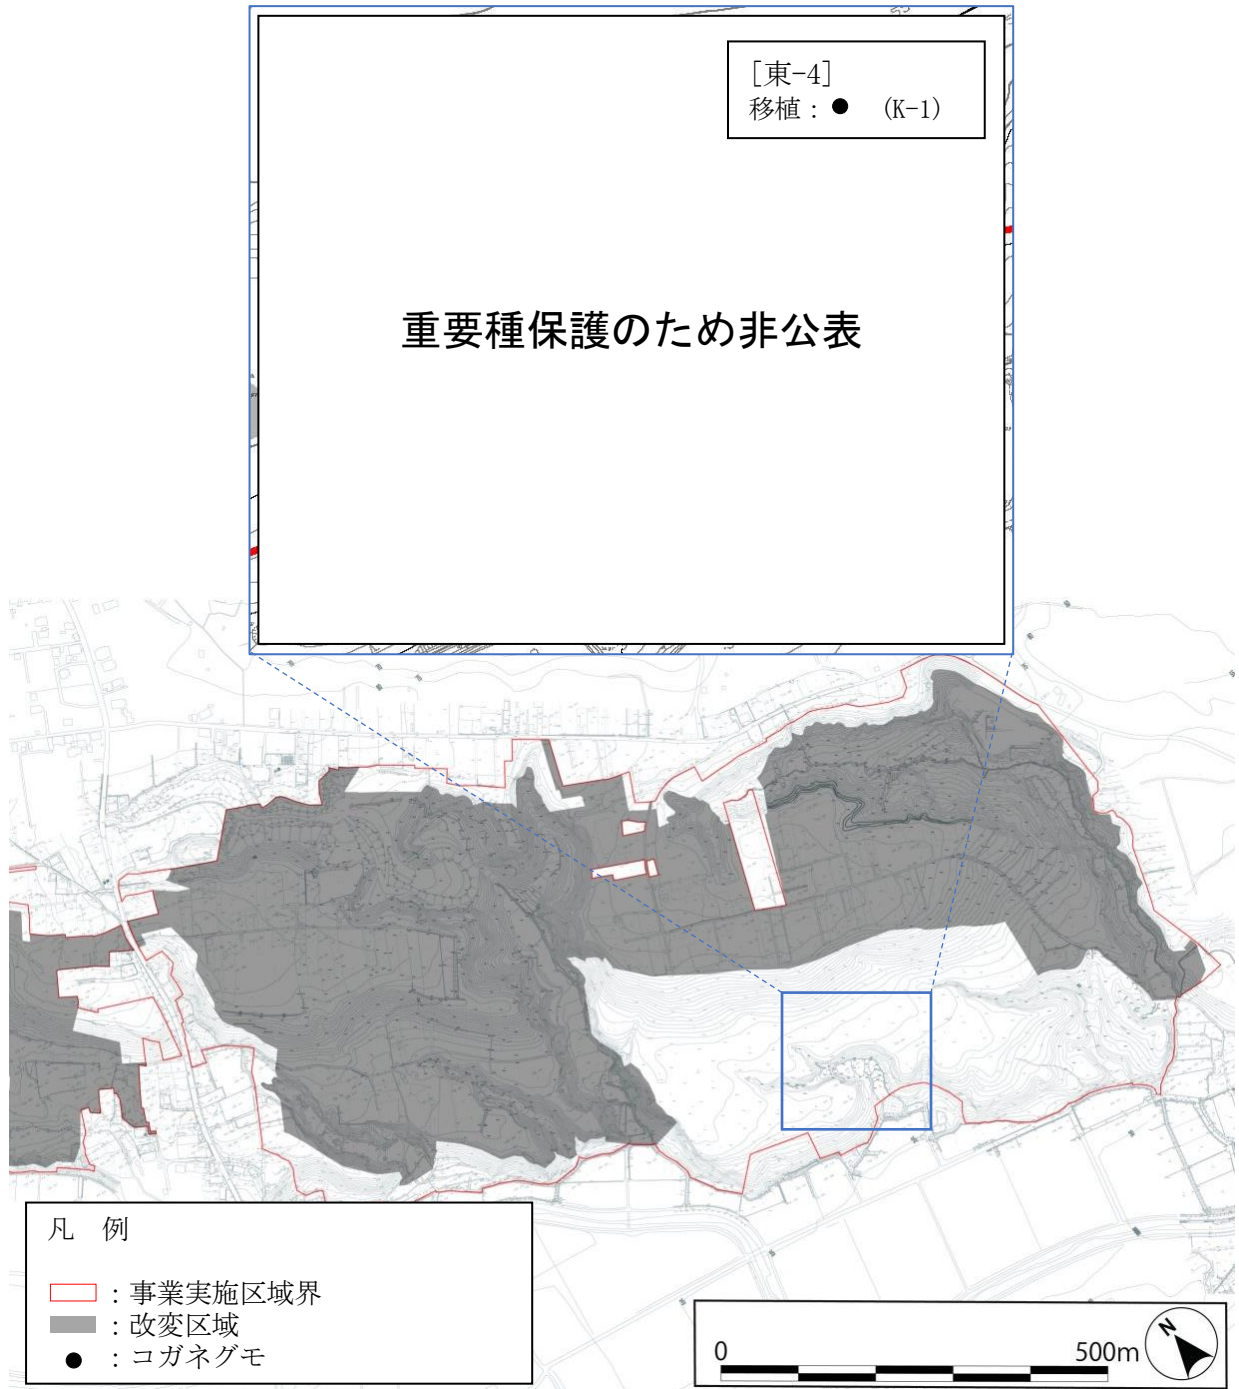 [東-4]
移植：● (K-1)
重要種保護のため非公表
凡　例
：事業実施区域界
：改変区域
：コガネグモ
0 500m
N